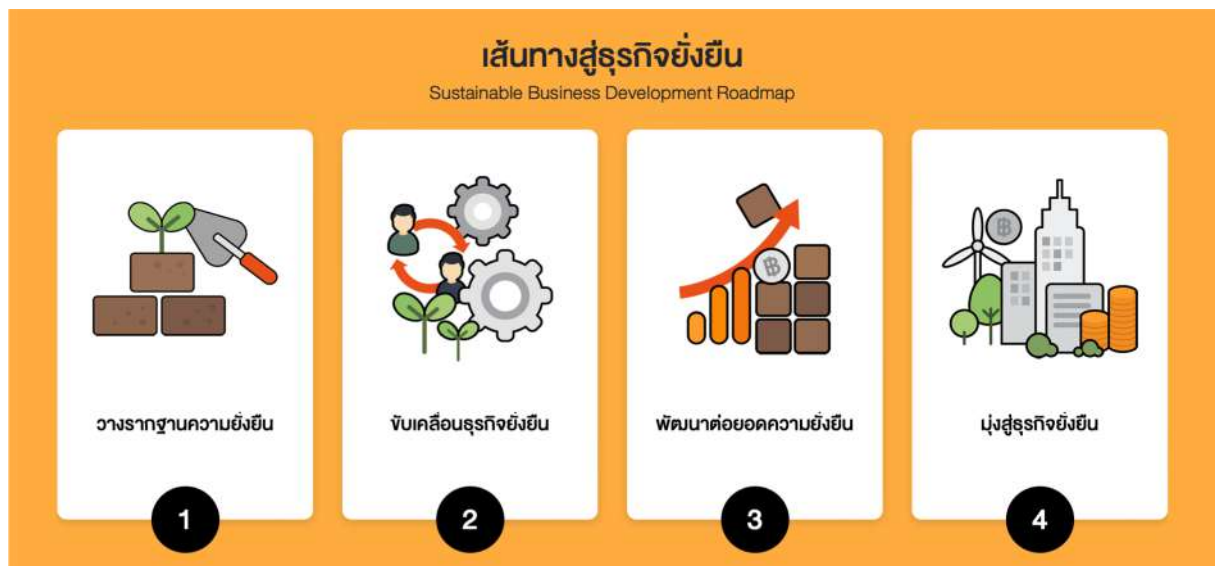 เส้นทางสู่ธุรกิจยั่งยืน
Sustainable Business Development Roadmap
วางรากฐานความยั่งยืน
ขับเคลื่อนธุรกิจยั่งยืน
พัฒนาต่อยอดความยั่งยืน
มุ่งสู่ธุรกิจยั่งยืน
1
2
3
4